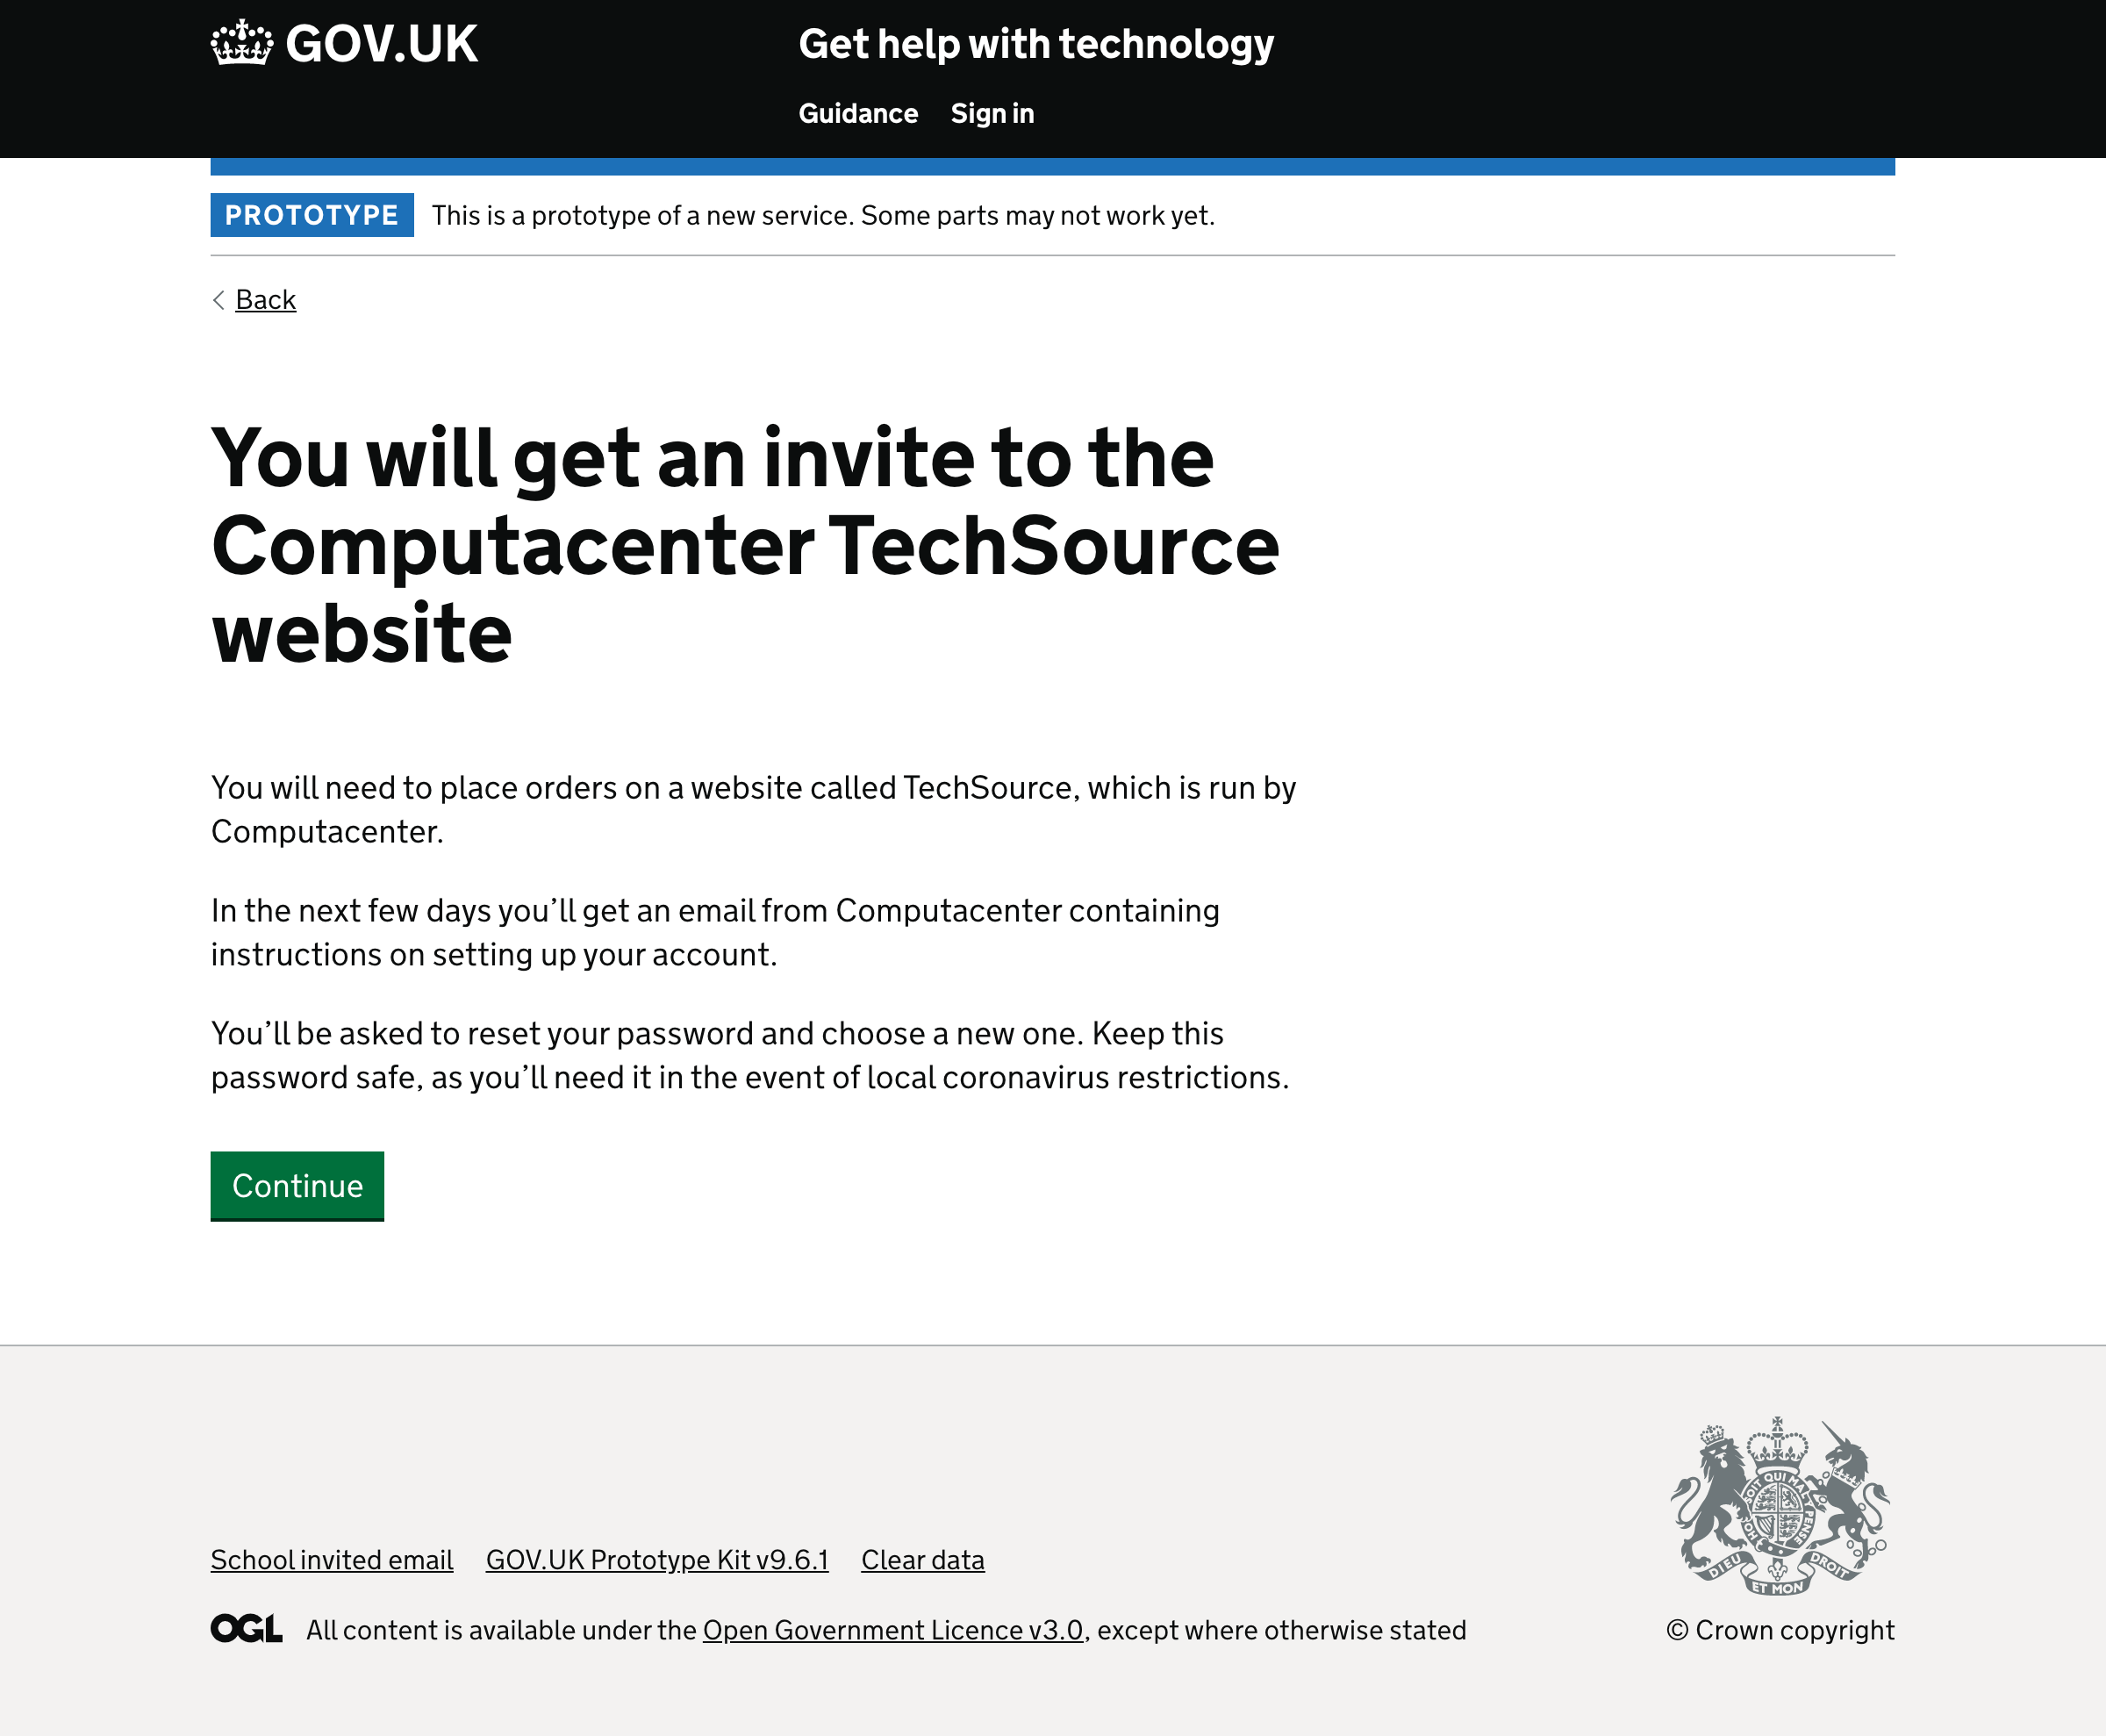 GOV.UK
Get help with technology
Guidance Sign in
PROTOTYPE This is a prototype of a new service. Some parts may not work yet.
Back
You will get an invite to the
Computacenter TechSource
website
You will need to place orders on a website called TechSource, which is run by
Computacenter.
In the next few days you’ll get an email from Computacenter containing
instructions on setting up your account.
You’ll be asked to reset your password and choose a new one. Keep this
password safe, as you’ll need it in the event of local coronavirus restrictions.
Continue
School invited email GOV.UK Prototype Kit v9.6.1 Clear data
OGL All content is available under the Open Government Licence v3.0, except where otherwise stated
SOIT QUI MAL PENSE
DIEU ET MON DROIT
© Crown copyright